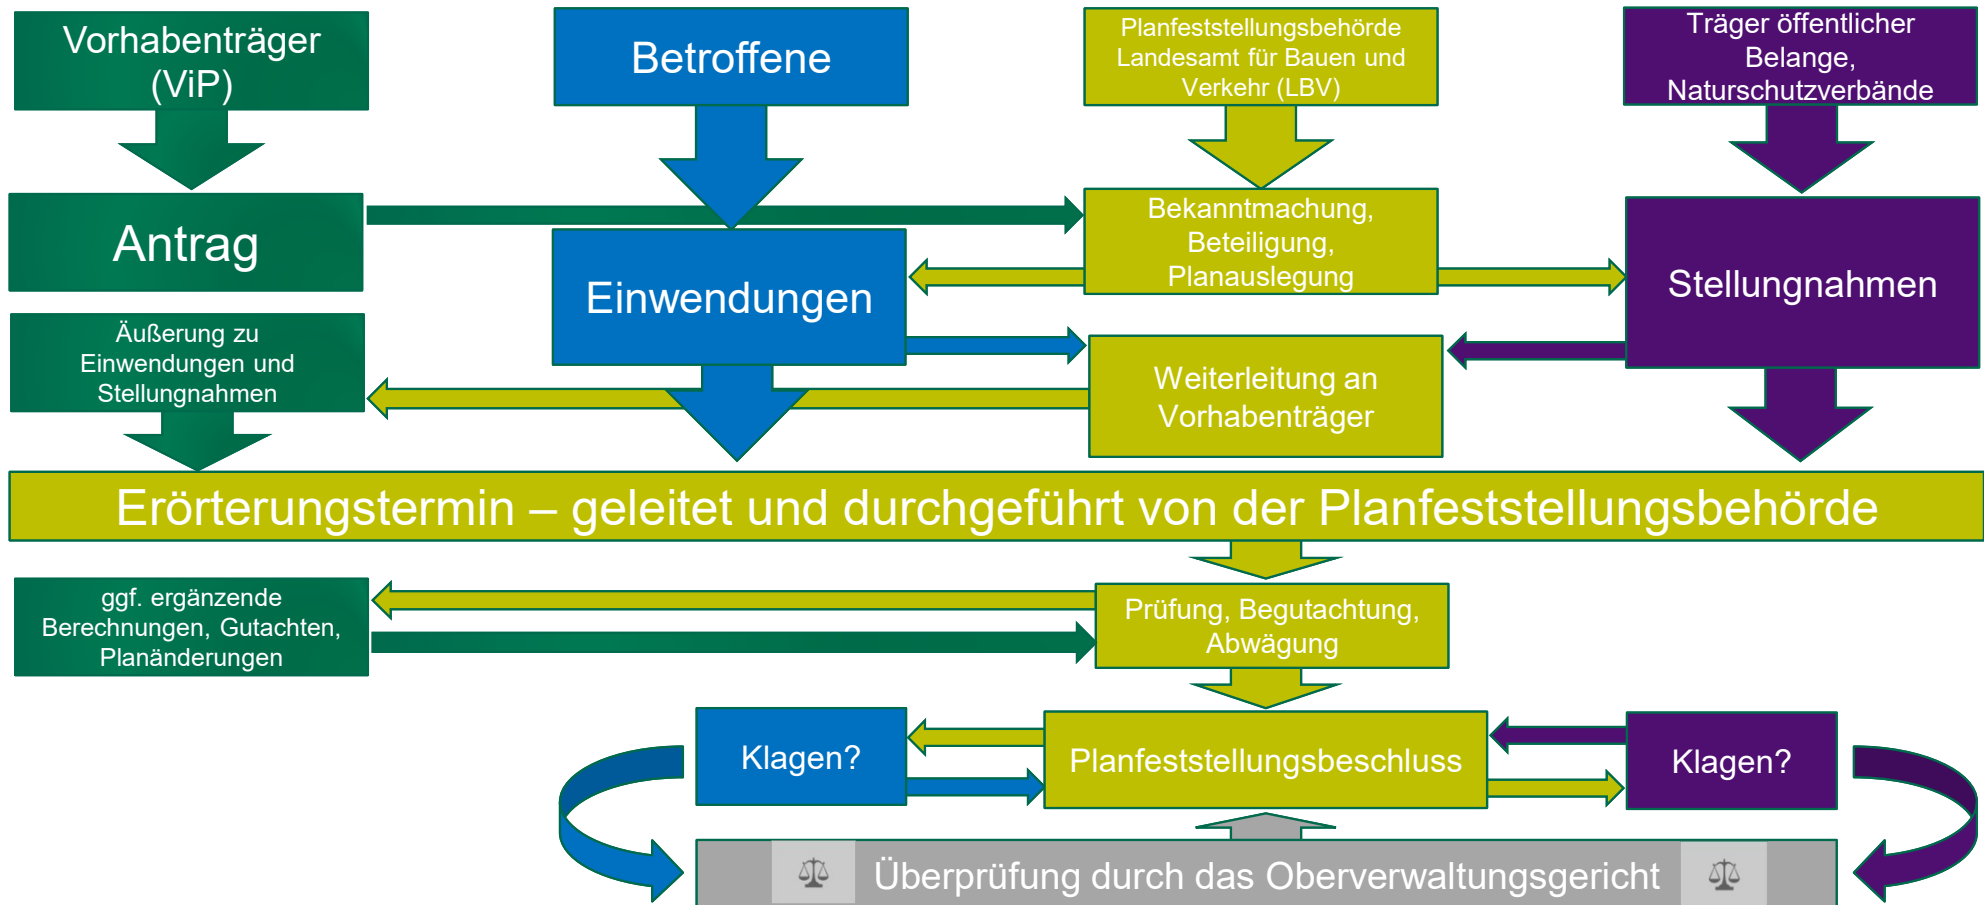 Vorhabenträger
(ViP)
Betroffene
Planfeststellungsbehörde
Landesamt für Bauen und
Verkehr (LBV)
Träger öffentlicher
Belange,
Naturschutzverbände
Antrag
Einwendungen
Bekanntmachung,
Beteiligung,
Planauslegung
Stellungnahmen
Äußerung zu
Einwendungen und
Stellungnahmen
Weiterleitung an
Vorhabenträger
Erörterungstermin – geleitet und durchgeführt von der Planfeststellungsbehörde
ggf. ergänzende
Berechnungen, Gutachten,
Planänderungen
Prüfung, Begutachtung,
Abwägung
Klagen?
Planfeststellungsbeschluss
Klagen?
Überprüfung durch das Oberverwaltungsgericht